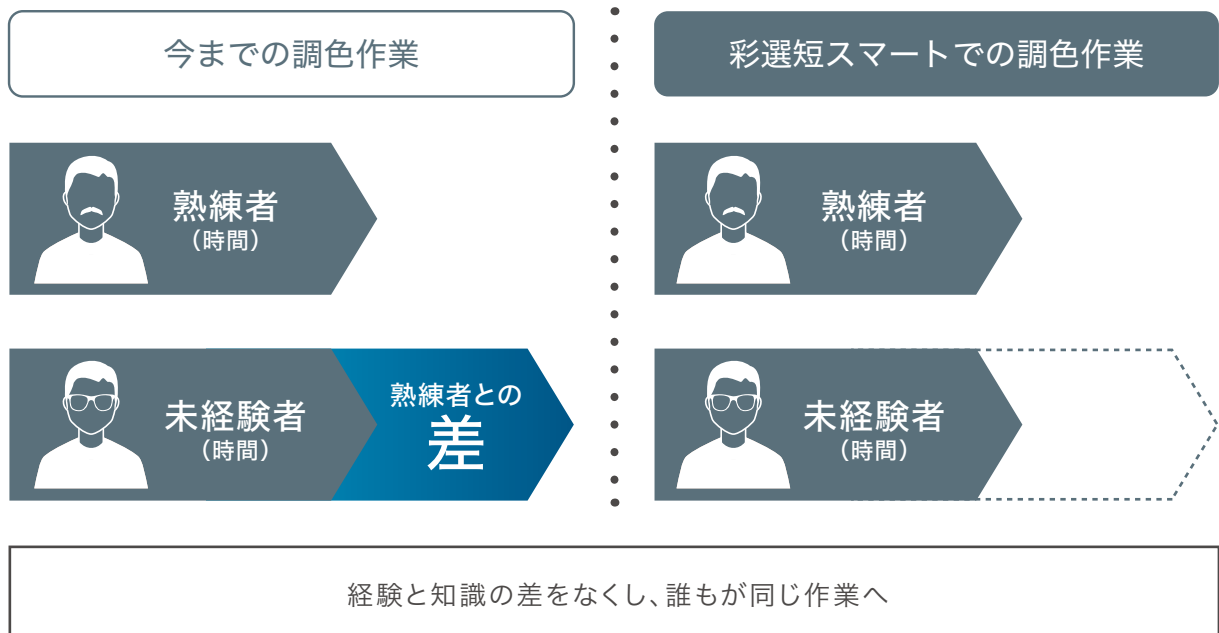 今までの調色作業
彩選短スマートでの調色作業
熟練者
（時間）
熟練者
（時間）
未経験者
（時間）
熟練者との
差
未経験者
（時間）
経験と知識の差をなくし、誰もが同じ作業へ